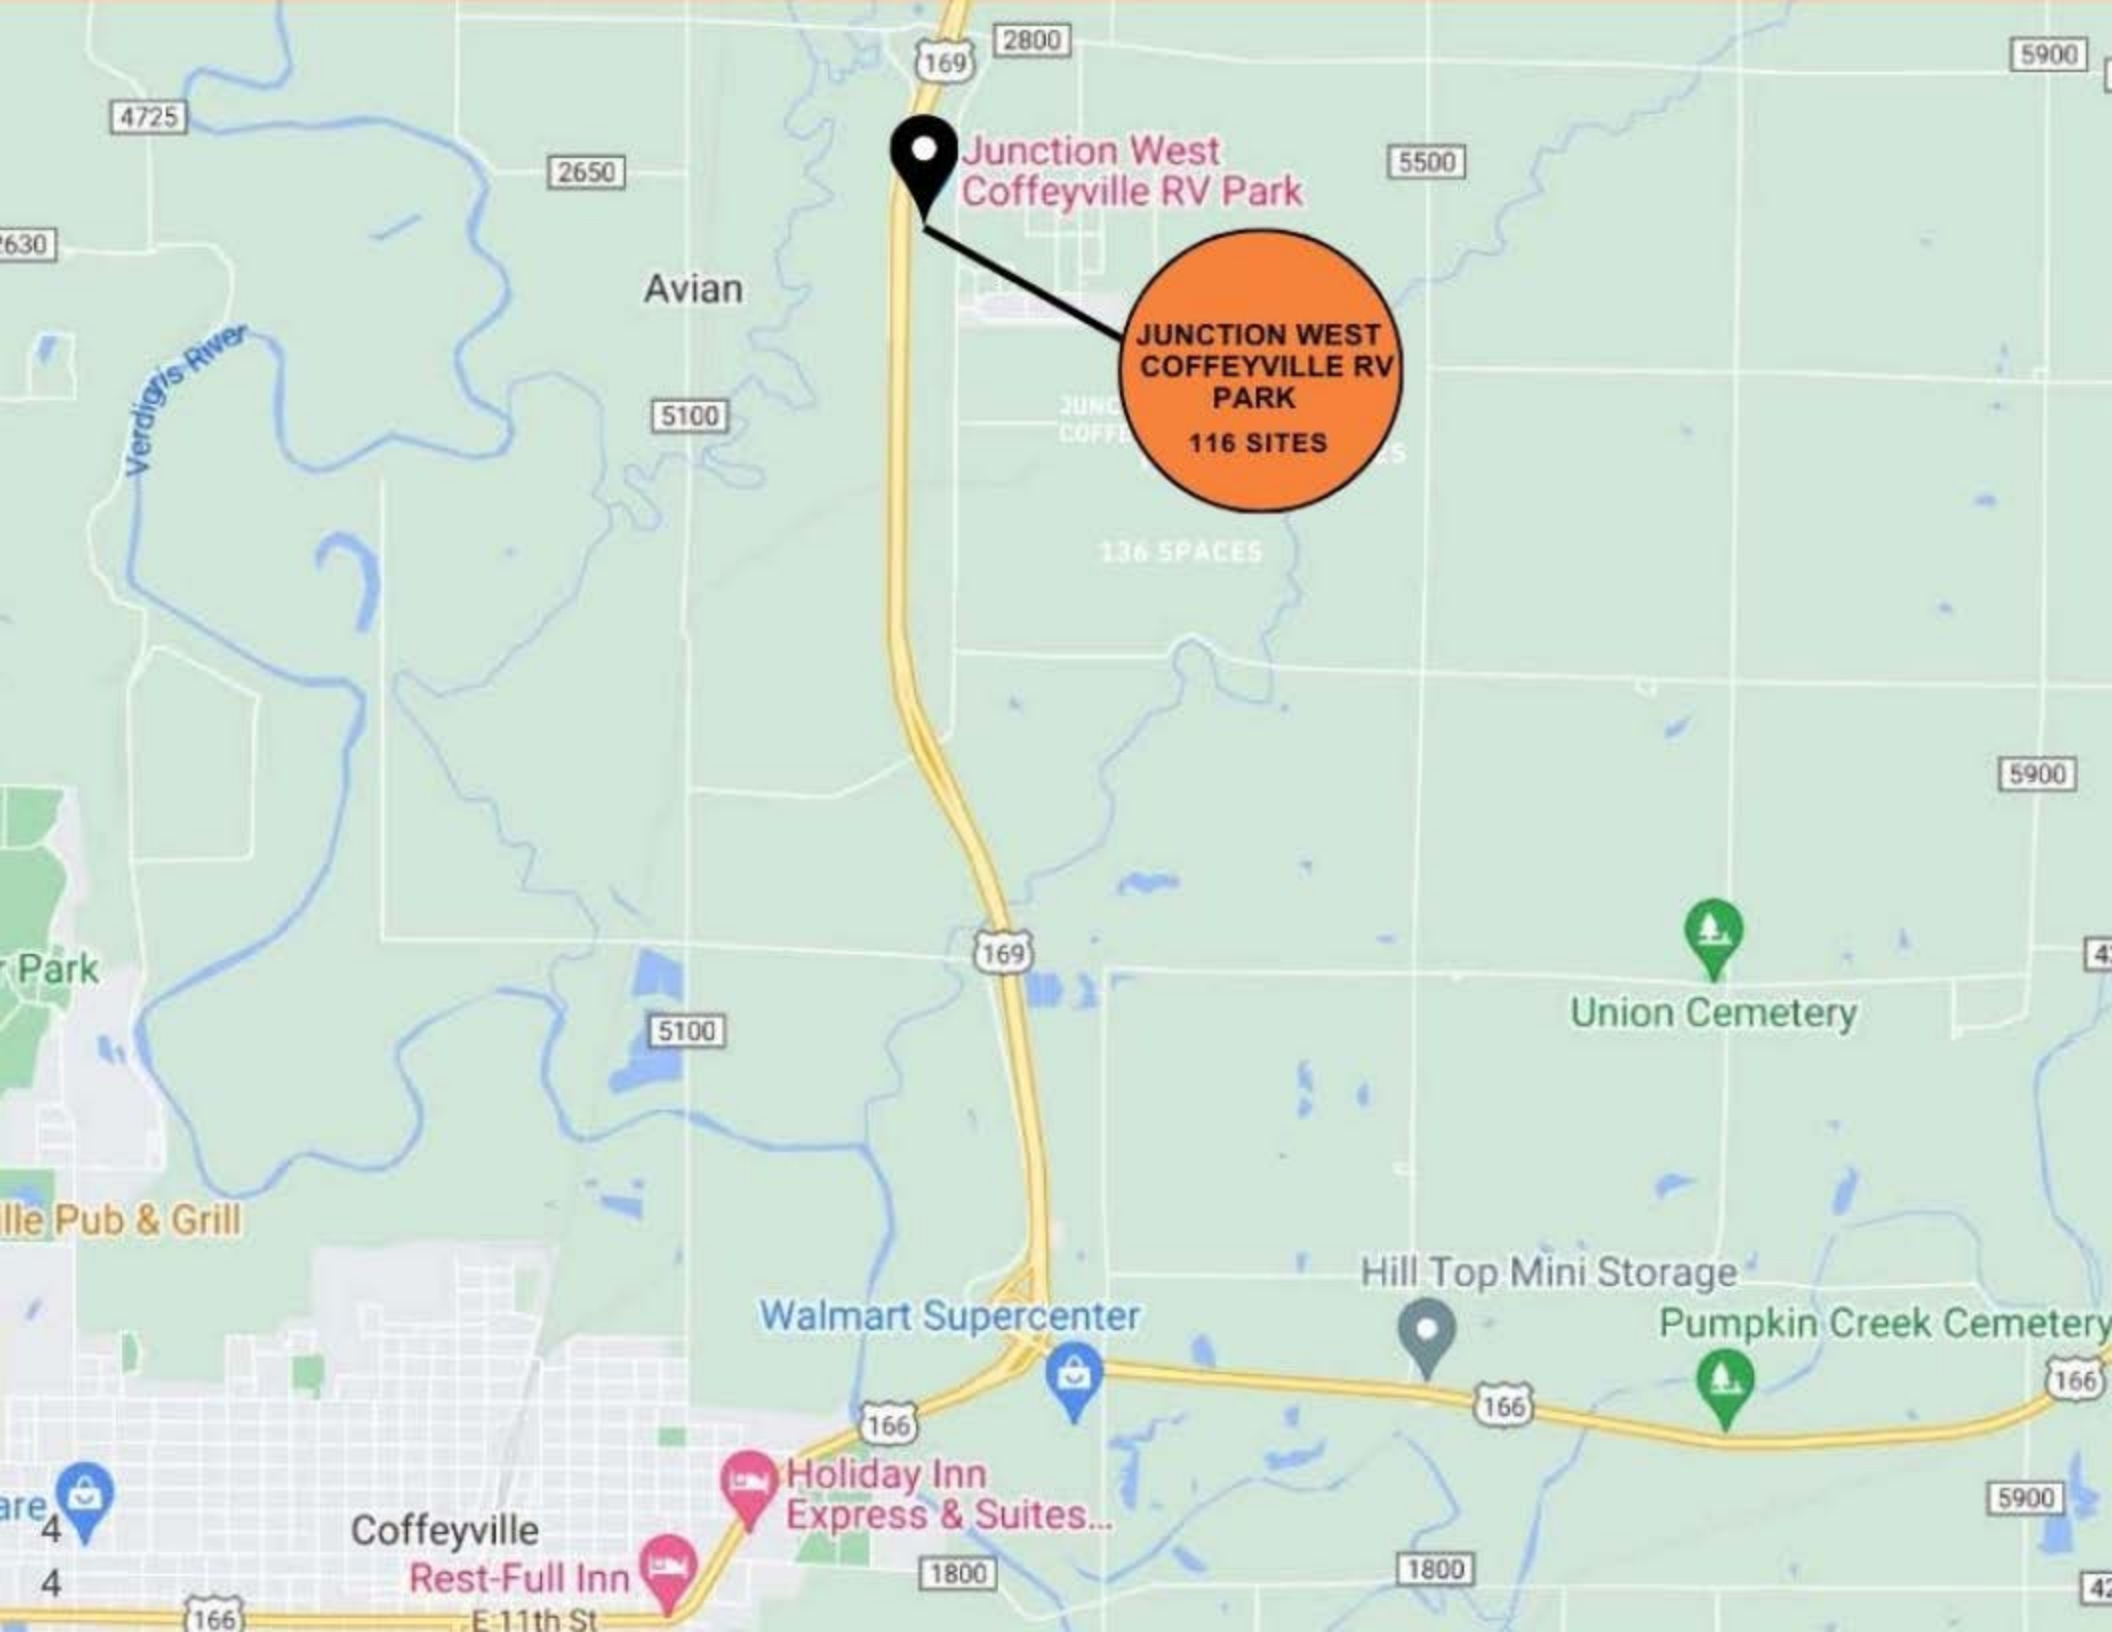 169
2800
5900
4725
Junction West
Coffeyville RV Park
2650
5500
2630
Avian
Verdigris River
JUNCTION WEST
COFFEYVILLE RV
PARK
116 SITES
5100
136 SPACES
5900
169
Park
Union Cemetery
5100
lle Pub & Grill
Hill Top Mini Storage
Walmart Supercenter
Pumpkin Creek Cemetery
166
166
166
Holiday Inn
Express & Suites...
5900
are
4
Coffeyville
4
Rest-Full Inn
1800
1800
42
166
E 11th St